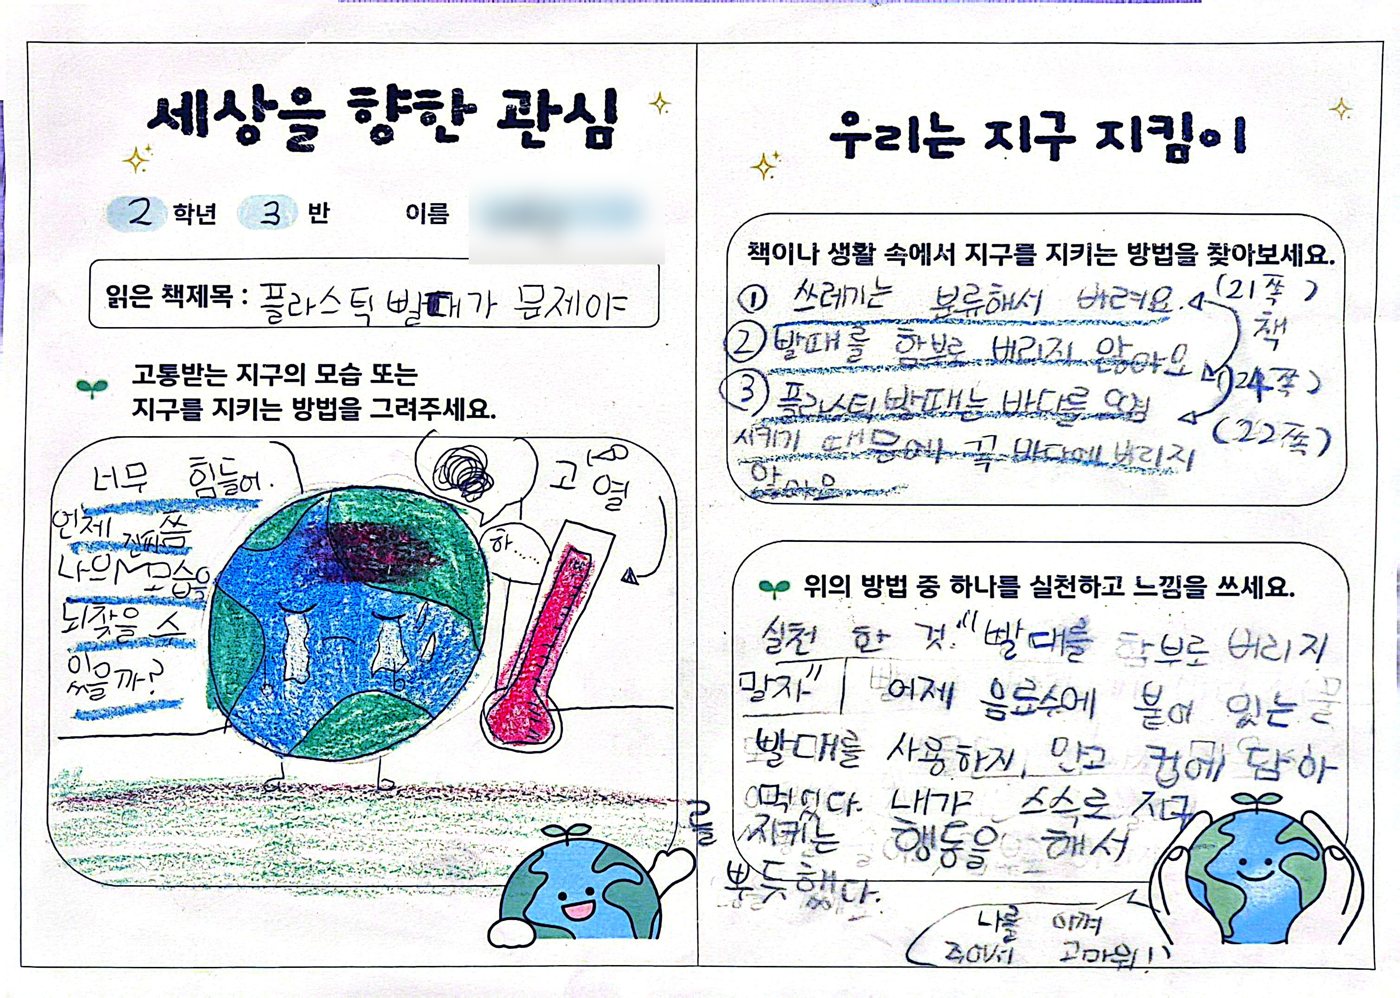 세상을 향한 관심
2 학년 3 반 이름
읽은 책제목 : 플라스틱 빨대가 문제야
고통받는 지구의 모습 또는
지구를 지키는 방법을 그려주세요.
너무 힘들어.
언제쯤
나의 진짜 모습을
뇌찾을 수
있을까?
하......
고열
우리는 지구 지킴이
책이나 생활 속에서 지구를 지키는 방법을 찾아보세요.
① 쓰레기는 분류해서 버려요. (21쪽)
책
② 빨대를 함부로 버리지 않아요 (24쪽)
③ 플라스틱 빨대는 바다를 오염 (22쪽)
시키기 때문에 꼭 바다에 버리지
않아요
위의 방법 중 하나를 실천하고 느낌을 쓰세요.
실천 한 것. "빨대를 함부로 버리지
말자" 어제 음료수에 붙어 있는
빨대를 사용하지 안고 컵에 담아
먹었다. 내가 스스로 지구를
지키는 행동을 해서
뿌듯했다.
나를 아껴
주어서 고마워!